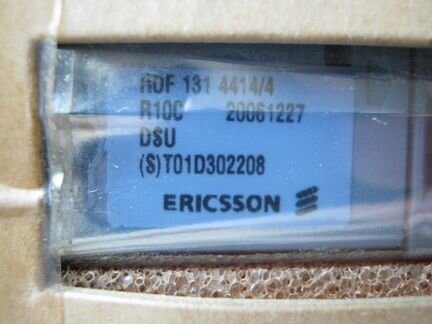 ROF 131 4414/4
R10C 20061227
DSU
(S)T01D302208
ERICSSON